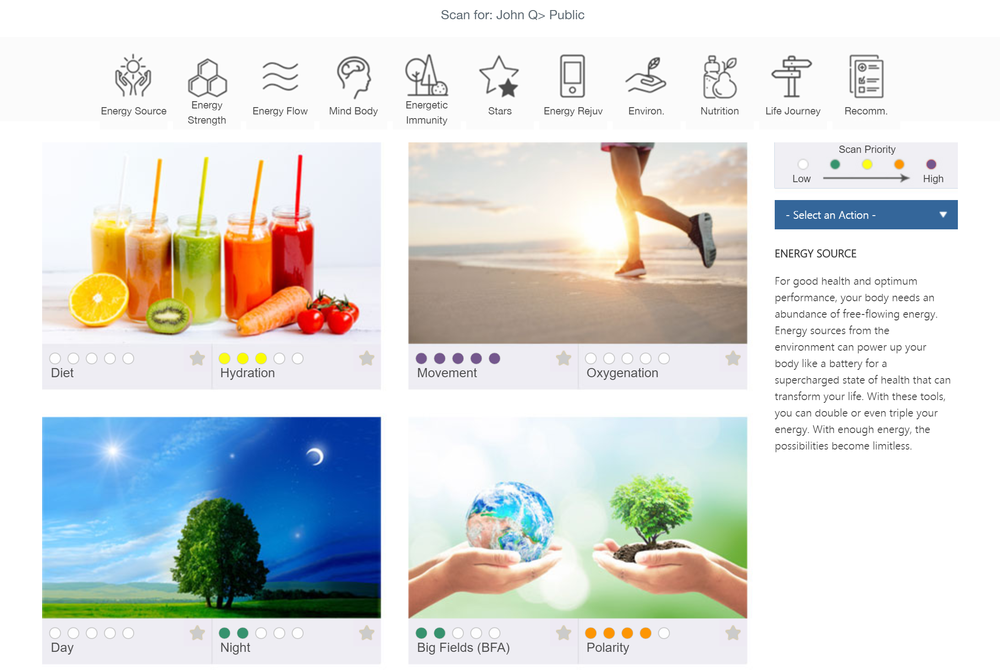 Scan for: John Q> Public
Energy Source
Energy
Strength
Energy Flow
Mind Body
Energetic
Immunity
Stars
Energy Rejuv
Environ.
Nutrition
Life Journey
Recomm.
Diet
Hydration
Movement
Oxygenation
Day
Night
Big Fields (BFA)
Polarity
Scan Priority
Low
High
- Select an Action -
ENERGY SOURCE
For good health and optimum
performance, your body needs an
abundance of free-flowing energy.
Energy sources from the
environment can power up your
body like a battery for a
supercharged state of health that can
transform your life. With these tools,
you can double or even triple your
energy. With enough energy, the
possibilities become limitless.